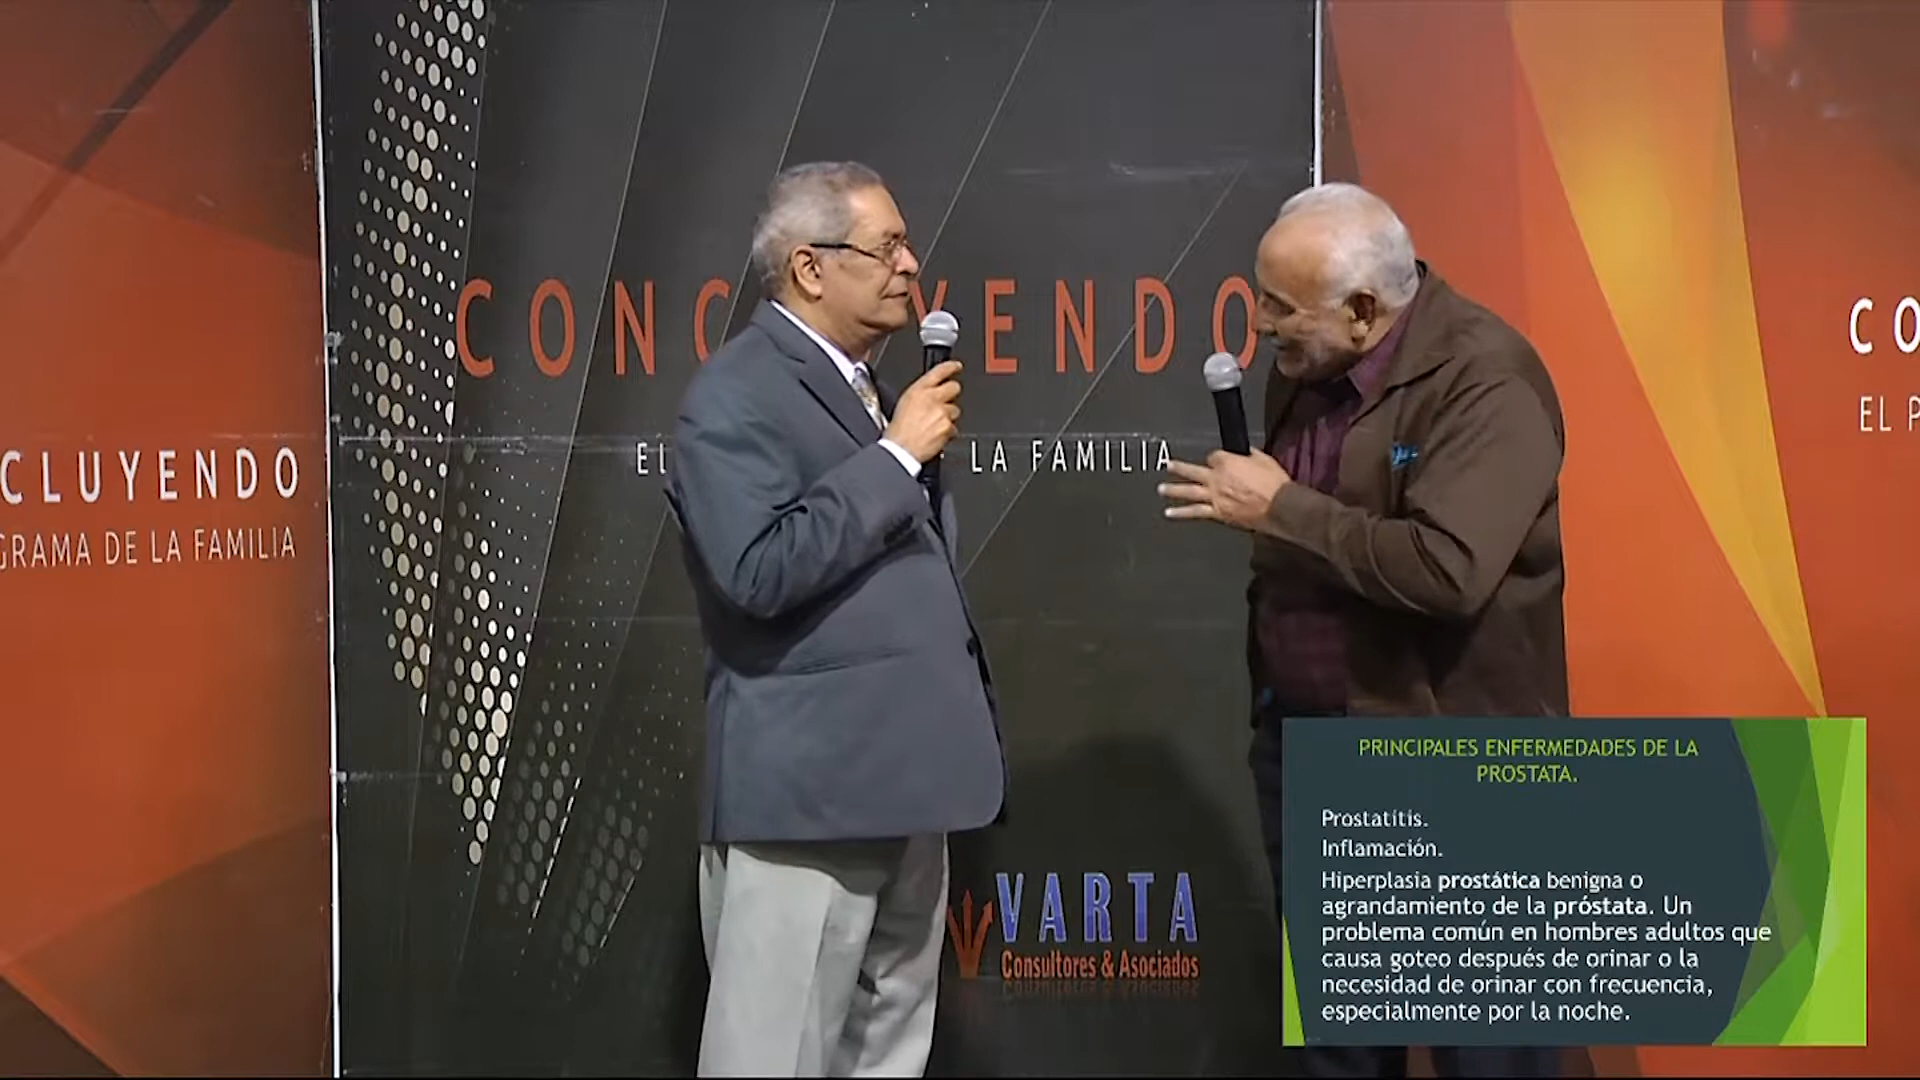 CLUYENDO
GRAMA DE LA FAMILIA
CONC YENDO
EL LA FAMILIA
CO
EL P
VARTA
Consultores & Asociados
PRINCIPALES ENFERMEDADES DE LA
PROSTATA.
Prostatitis.
Inflamación.
Hiperplasia prostática benigna o
agrandamiento de la próstata. Un
problema común en hombres adultos que
causa goteo después de orinar o la
necesidad de orinar con frecuencia,
especialmente por la noche.